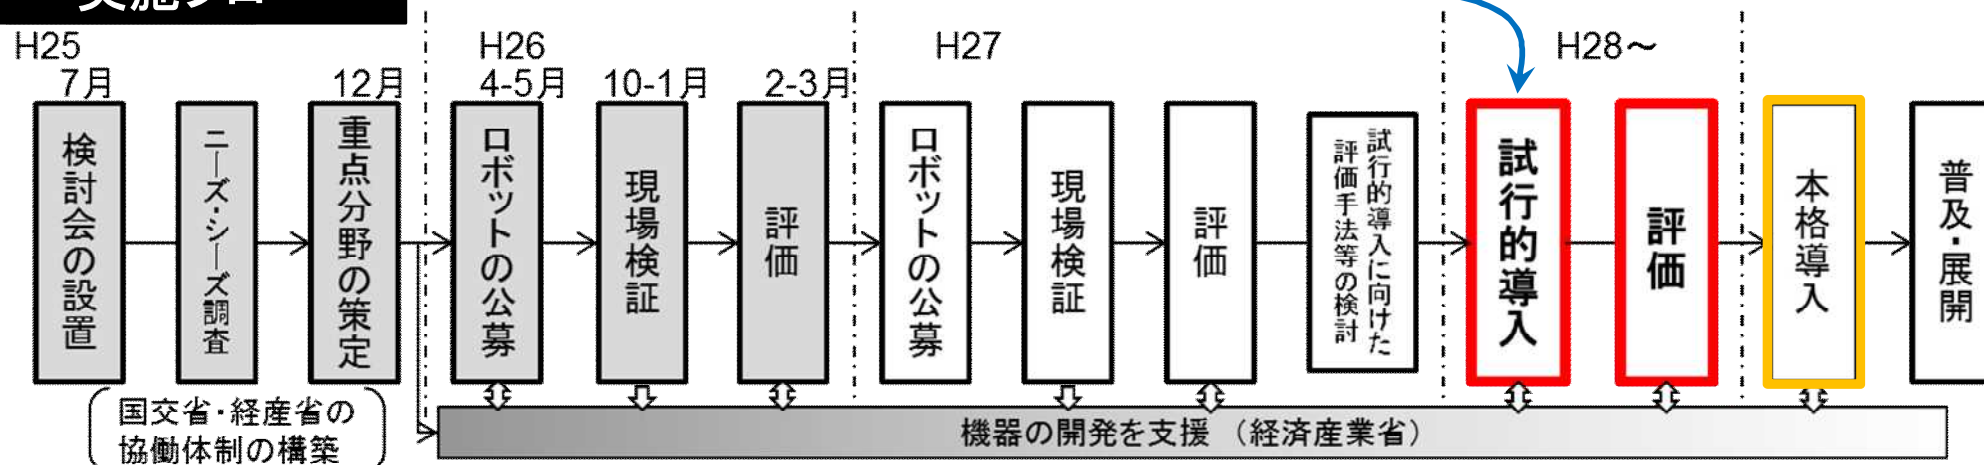 実施フロー
H25
7月
12月
H26
4-5月
10-1月
2-3月
H27
H28～
検討会の設置
ニーズ・シーズ調査
重点分野の策定
ロボットの公募
現場検証
評価
ロボットの公募
現場検証
評価
試行的導入に向けた
評価手法等の検討
試行的導入
評価
本格導入
普及・展開
国交省・経産省の
協働体制の構築
機器の開発を支援 （経済産業省）